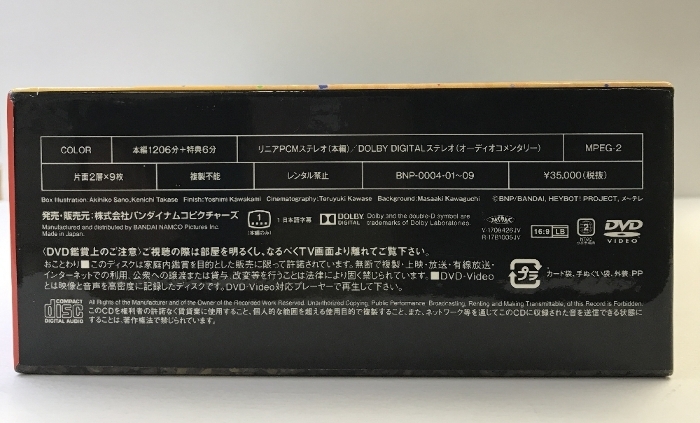 COLOR 本編1206分+特典6分 リニアPCMステレオ(本編)/DOLBY DIGITALステレオ(オーディオコメンタリー) MPEG-2
片面2層×9枚 複製不能 レンタル禁止 BNP-0004-01〜09 ¥35,000(税抜)
Box Illustration: Akihiko Sano, Kenichi Takase Finish: Yoshimi Kawakami Cinematography: Teruyuki Kawase Background: Masaaki Kawaguchi ©BNP/BANDAI, HEYBOT! PROJECT, メ〜テレ
発売・販売元:株式会社バンダイナムコピクチャーズ
Manufactured and distributed by BANDAI NAMCO Pictures Inc.
Made in Japan.
1
(本編のみ)
1 日本語字幕
DOLBY
DIGITAL
Dolby and the double-D symbol are
trademarks of Dolby Laboratories.
V-1709426JV
R-1781005JV
16:9 LB
2
DVD
VIDEO
〈DVD鑑賞上のご注意〉ご視聴の際は部屋を明るくし、なるべくTV画面より離れてご覧下さい。
おことわり■このディスクは家庭内鑑賞を目的とした販売に限って許諾されています。無断で複製・上映・放送・有線放送・
インターネットでの利用、公衆への譲渡または貸与、改変等を行うことは法律により固く禁じられています。■DVD-Video
とは映像と音声を高密度に記録したディスクです。DVD-Video対応プレーヤーで再生して下さい。
プラ
カード袋、手ぬぐい袋、外装:PP
COMPACT
disc
DIGITAL AUDIO
All Rights of the Manufacturer and of the Owner of the Recorded Work Reserved. Unauthorized Copying, Public Performance, Broadcasting, Renting and Making Transmittable, of this Record is Forbidden.
このCDを権利者の許諾なく賃貸業に使用すること、個人的な範囲を超える使用目的で複製すること、また、ネットワーク等を通じてこのCDに収録された音を送信できる状態に
することは、著作権法で禁じられています。